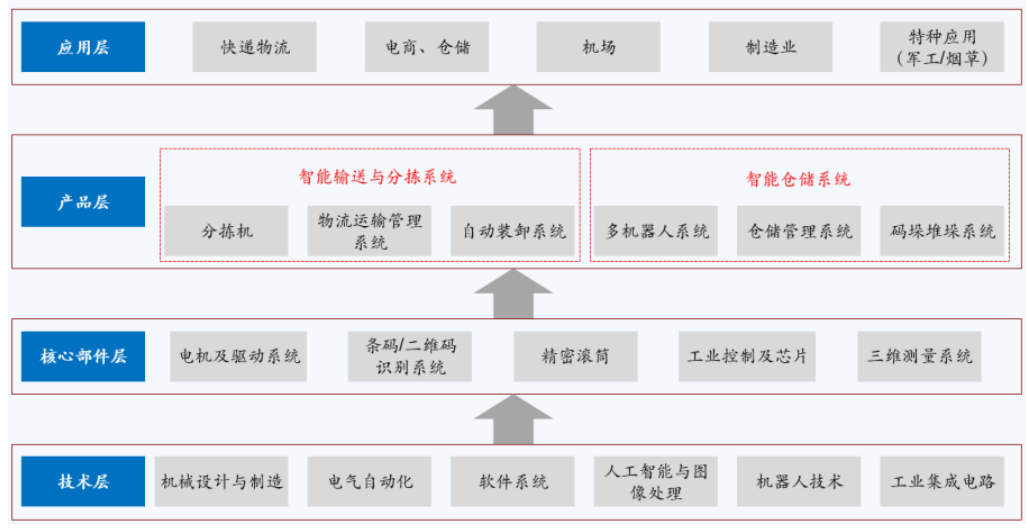 应用层
快递物流
电商、仓储
机场
制造业
特种应用
（军工/烟草）
产品层
智能输送与分拣系统
分拣机
物流运输管理
系统
自动装卸系统
智能仓储系统
多机器人系统
仓储管理系统
码垛堆垛系统
核心部件层
电机及驱动系统
条码/二维码
识别系统
精密滚筒
工业控制及芯片
三维测量系统
技术层
机械设计与制造
电气自动化
软件系统
人工智能与图
像处理
机器人技术
工业集成电路